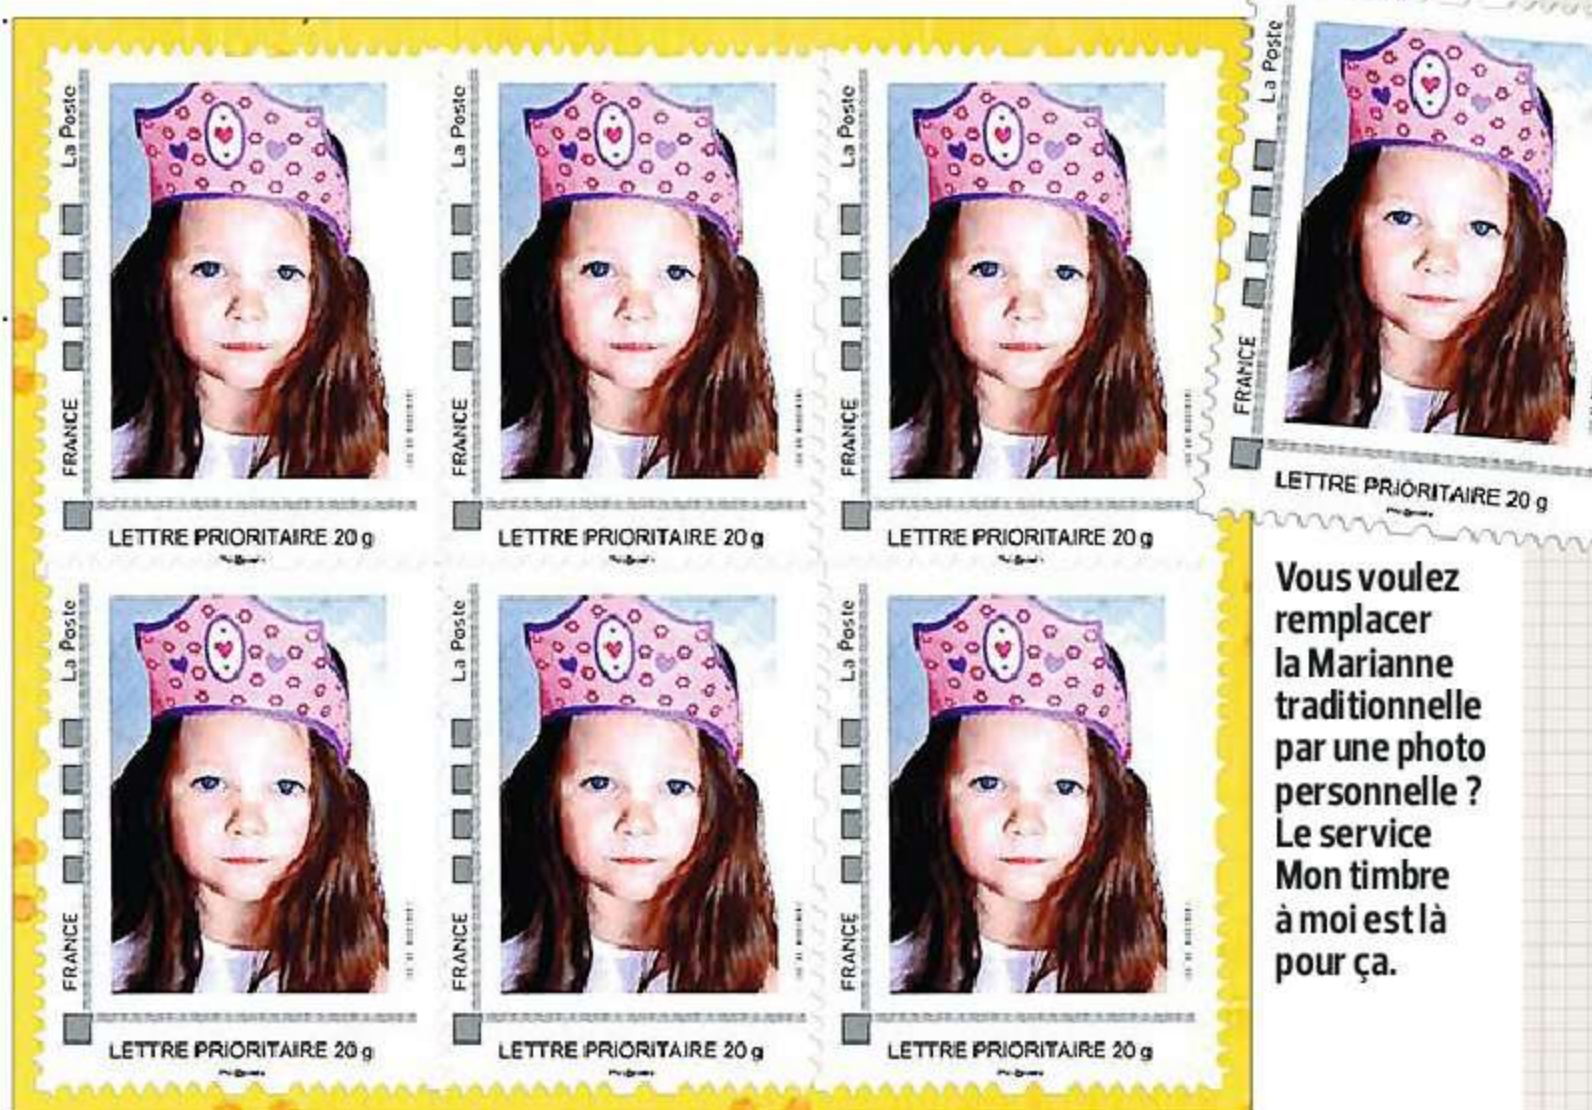 La Poste
FRANCE
LETTRE PRIORITAIRE 20 g
La Poste
FRANCE
LETTRE PRIORITAIRE 20 g
La Poste
FRANCE
LETTRE PRIORITAIRE 20 g
La Poste
FRANCE
LETTRE PRIORITAIRE 20 g
La Poste
FRANCE
LETTRE PRIORITAIRE 20 g
La Poste
FRANCE
LETTRE PRIORITAIRE 20 g
La Poste
FRANCE
LETTRE PRIORITAIRE 20 g
Vous voulez
remplacer
la Marianne
traditionnelle
par une photo
personnelle ?
Le service
Mon timbre
à moi est là
pour ça.